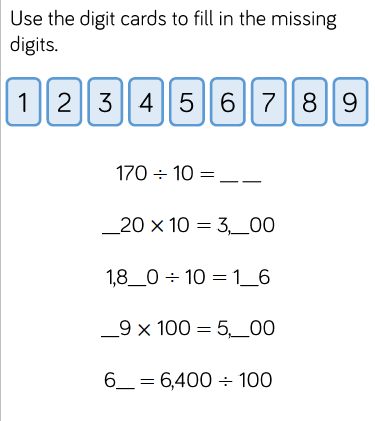 Use the digit cards to fill in the missing
digits.
1 2 3 4 5 6 7 8 9
170 ÷ 10 = __ __
__20 × 10 = 3,__00
1,8__0 ÷ 10 = 1__6
__9 × 100 = 5,__00
6__ = 6,400 ÷ 100